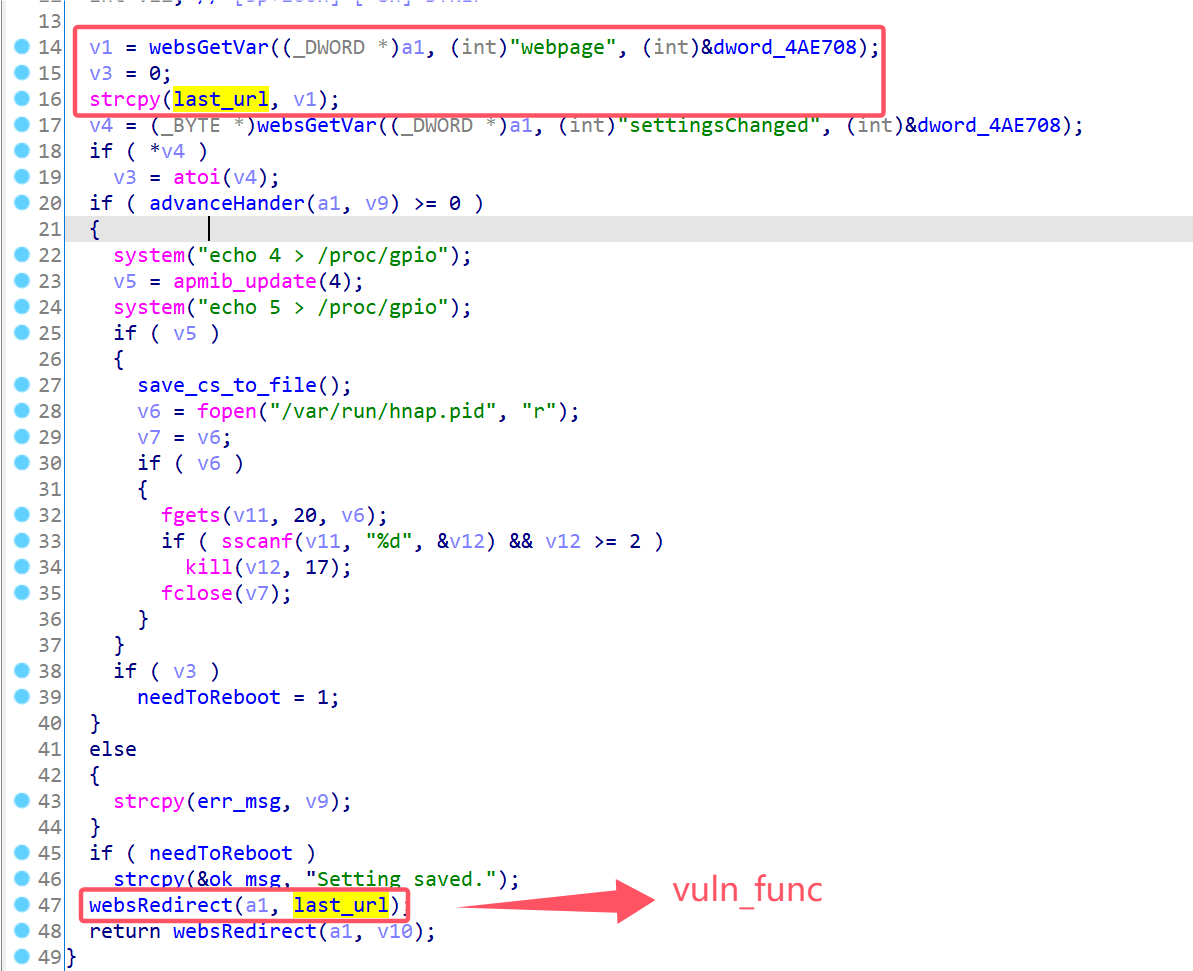 13
14 v1 = websGetVar((_DWORD *)a1, (int)"webpage", (int)&dword_4AE708);
15 v3 = 0;
16 strcpy(last_url, v1);
17 v4 = (_BYTE *)websGetVar((_DWORD *)a1, (int)"settingsChanged", (int)&dword_4AE708);
18 if ( *v4 )
19 v3 = atoi(v4);
20 if ( advanceHander(a1, v9) >= 0 )
21 {
22 system("echo 4 > /proc/gpio");
23 v5 = apmib_update(4);
24 system("echo 5 > /proc/gpio");
25 if ( v5 )
26 {
27 save_cs_to_file();
28 v6 = fopen("/var/run/hnap.pid", "r");
29 v7 = v6;
30 if ( v6 )
31 {
32 fgets(v11, 20, v6);
33 if ( sscanf(v11, "%d", &v12) && v12 >= 2 )
34 kill(v12, 17);
35 fclose(v7);
36 }
37 }
38 if ( v3 )
39 needToReboot = 1;
40 }
41 else
42 {
43 strcpy(err_msg, v9);
44 }
45 if ( needToReboot )
46 strcpy(&ok_msg, "Setting saved.");
47 websRedirect(a1, last_url);
vuln_func
48 return websRedirect(a1, v10);
49 }